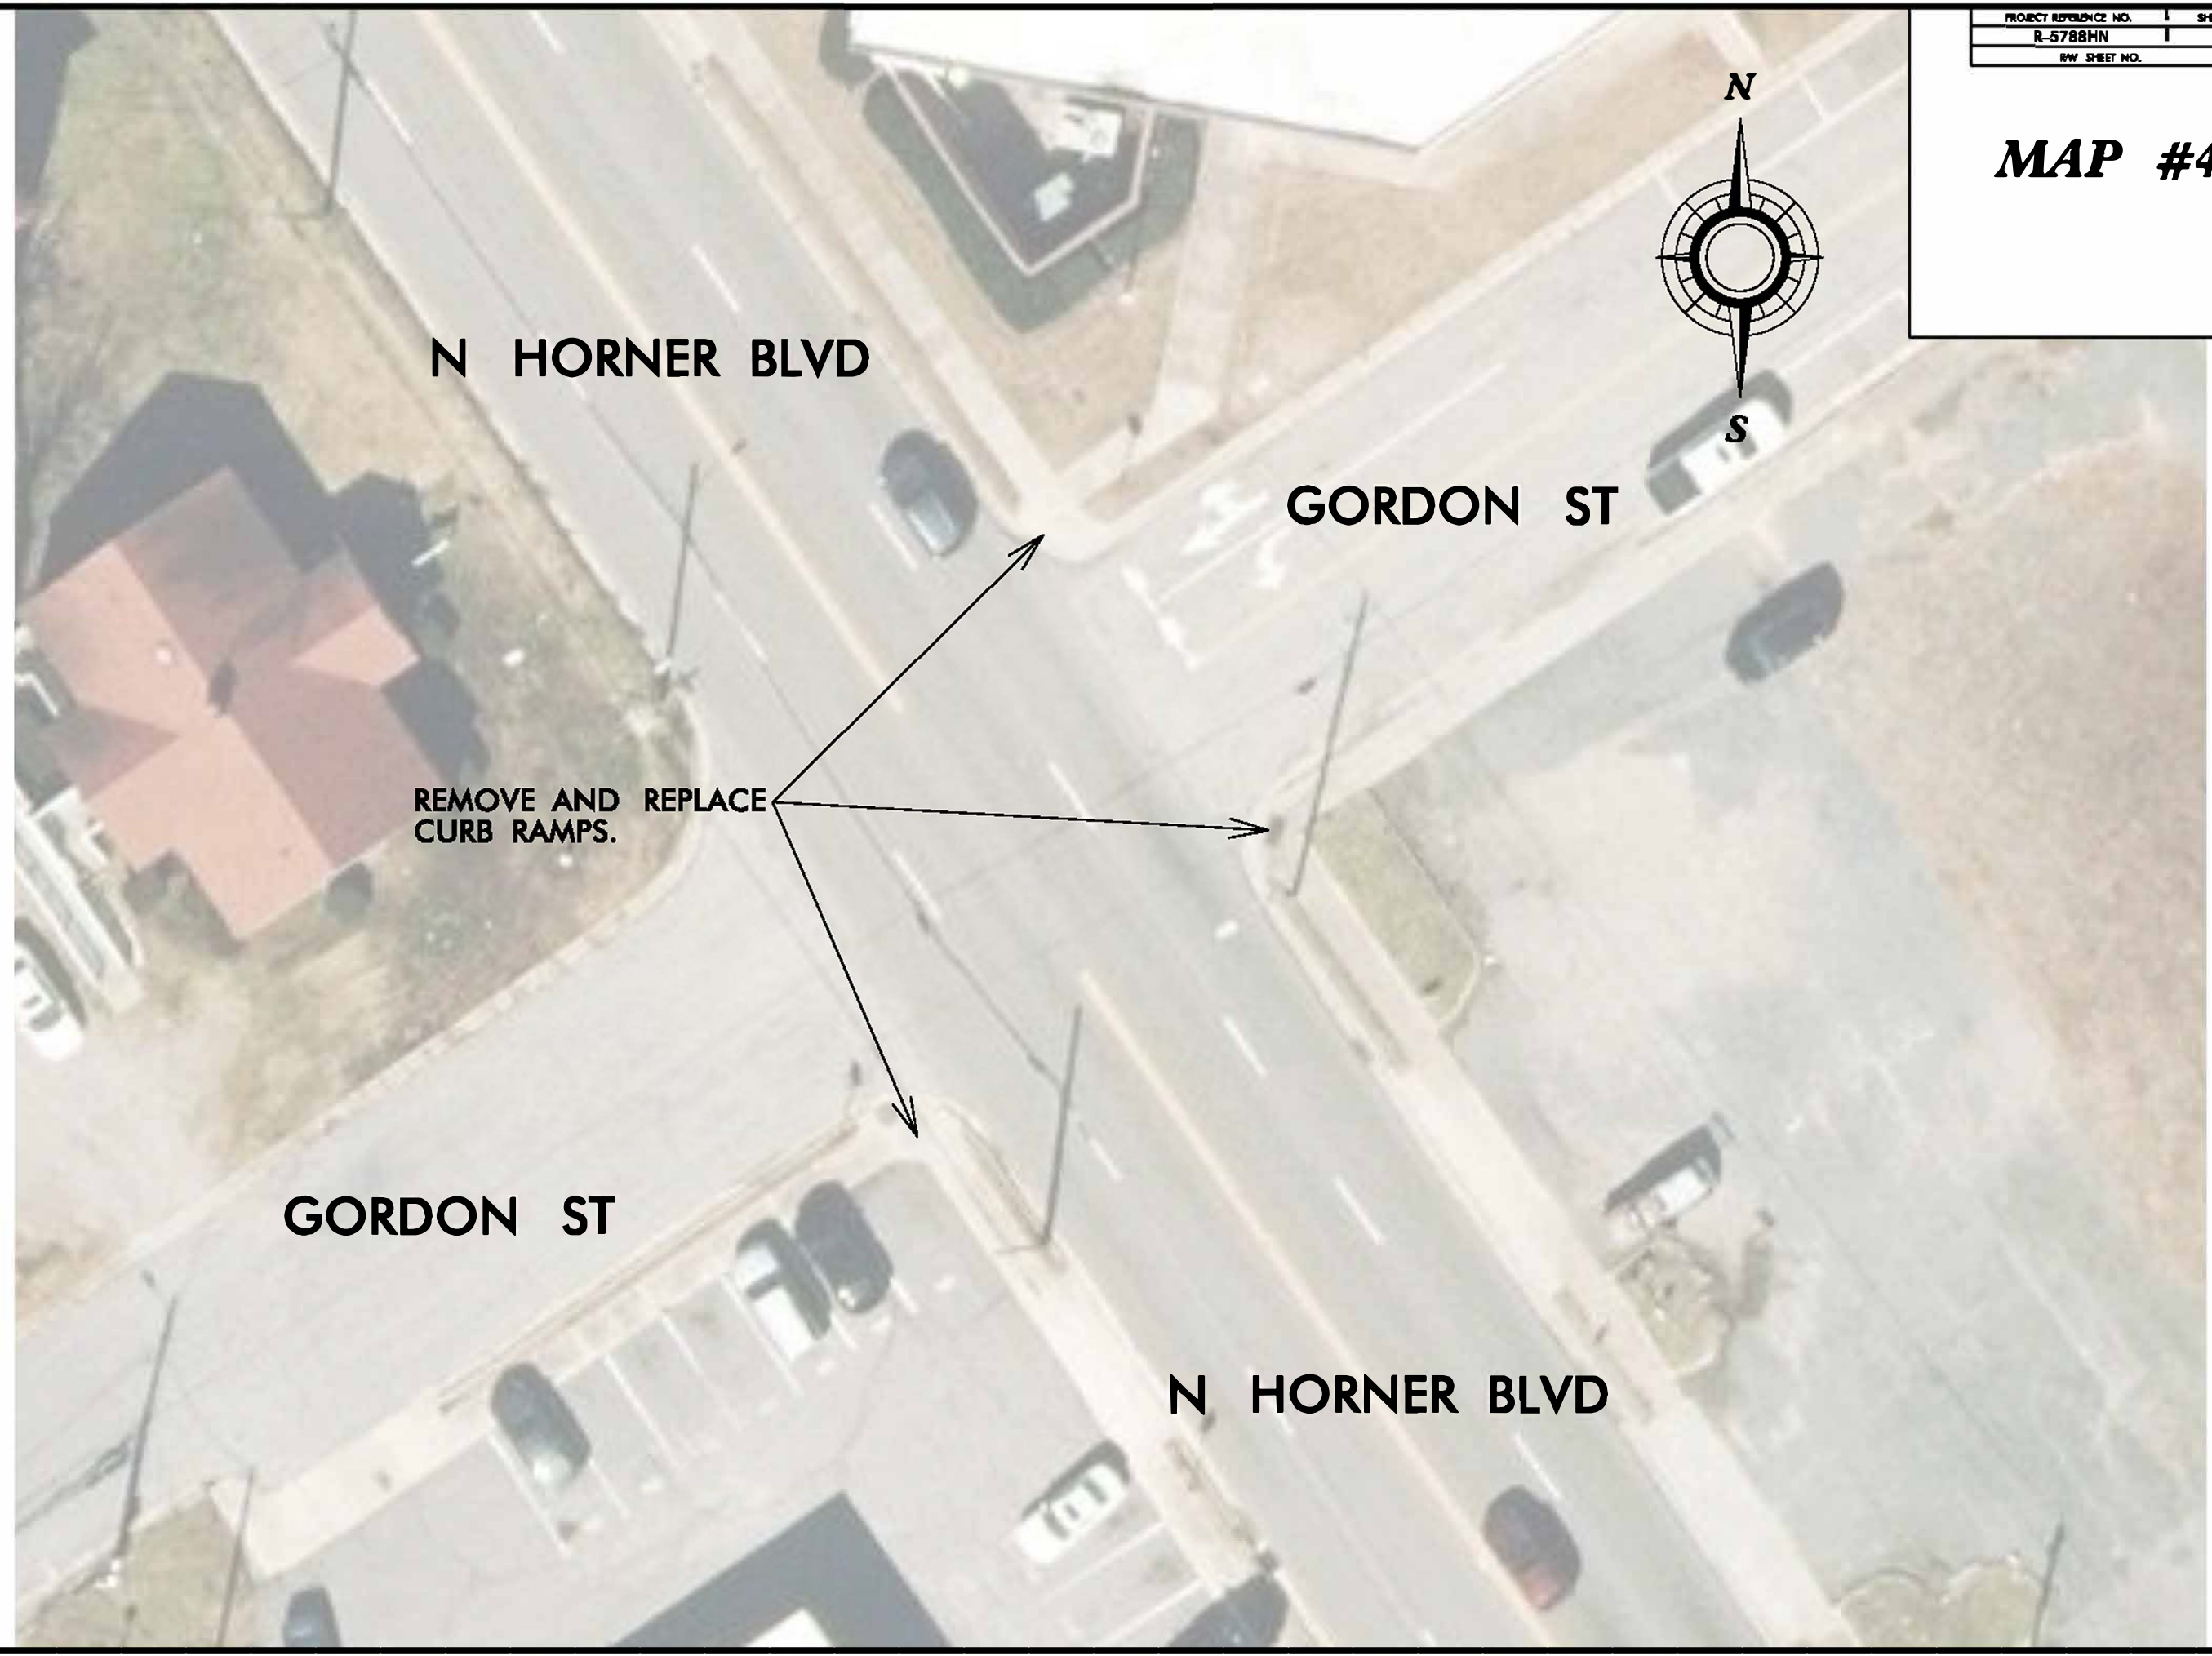 PROJECT REFERENCE NO.
R-5788HN
R/W SHEET NO.
MAP #4
N
S
N HORNER BLVD
GORDON ST
REMOVE AND REPLACE
CURB RAMPS.
GORDON ST
N HORNER BLVD